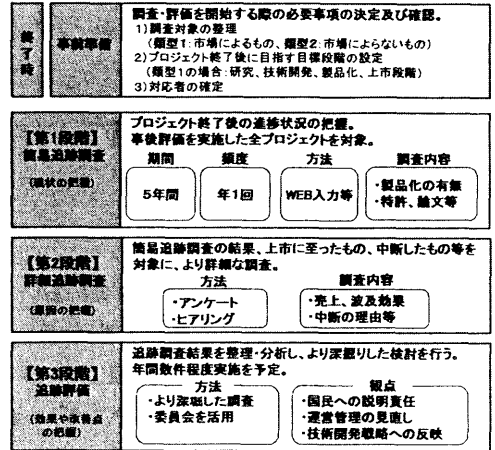 終了時
事前準備
調査・評価を開始する際の必要事項の決定及び確認。
1)調査対象の整理
(類型1:市場によるもの、類型2:市場によらないもの)
2)プロジェクト終了後に目指す目標段階の設定
(類型1の場合:研究、技術開発、製品化、上市段階)
3)対応者の確定
【第1段階】
簡易追跡調査
(現状の把握)
プロジェクト終了後の進捗状況の把握。
事後評価を実施した全プロジェクトを対象。
期間 頻度 方法 調査内容
5年間 年1回 WEB入力等 ・製品化の有無
・特許、論文等
【第2段階】
詳細追跡調査
(原因の把握)
簡易追跡調査の結果、上市に至ったもの、中断したもの等を
対象に、より詳細な調査。
方法 調査内容
・アンケート ・売上、波及効果
・ヒアリング ・中断の理由等
【第3段階】
追跡評価
(効果や改善点
の把握)
追跡調査結果を整理・分析し、より深掘りした検討を行う。
年間数件程度実施を予定。
方法 観点
・より深堀した調査 ・国民への説明責任
・委員会を活用 ・運営管理の見直し
・技術開発戦略への反映